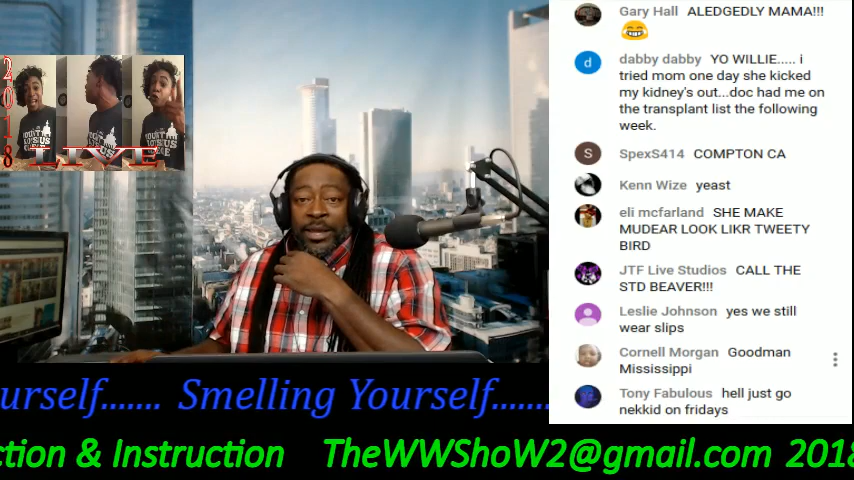 2018
LIVE
Gary Hall ALEDGEDLY MAMA!!!
d
dabby dabby YO WILLIE..... i
tried mom one day she kicked
my kidney's out...doc had me on
the transplant list the following
week.
S
SpexS414 COMPTON CA
Kenn Wize yeast
eli mcfarland SHE MAKE
MUDEAR LOOK LIKR TWEETY
BIRD
JTF Live Studios CALL THE
STD BEAVER!!!
Leslie Johnson yes we still
wear slips
Cornell Morgan Goodman
Mississippi
Tony Fabulous hell just go
nekkid on fridays
urself....... Smelling Yourself.......
ction & Instruction TheWWShoW2@gmail.com 2018